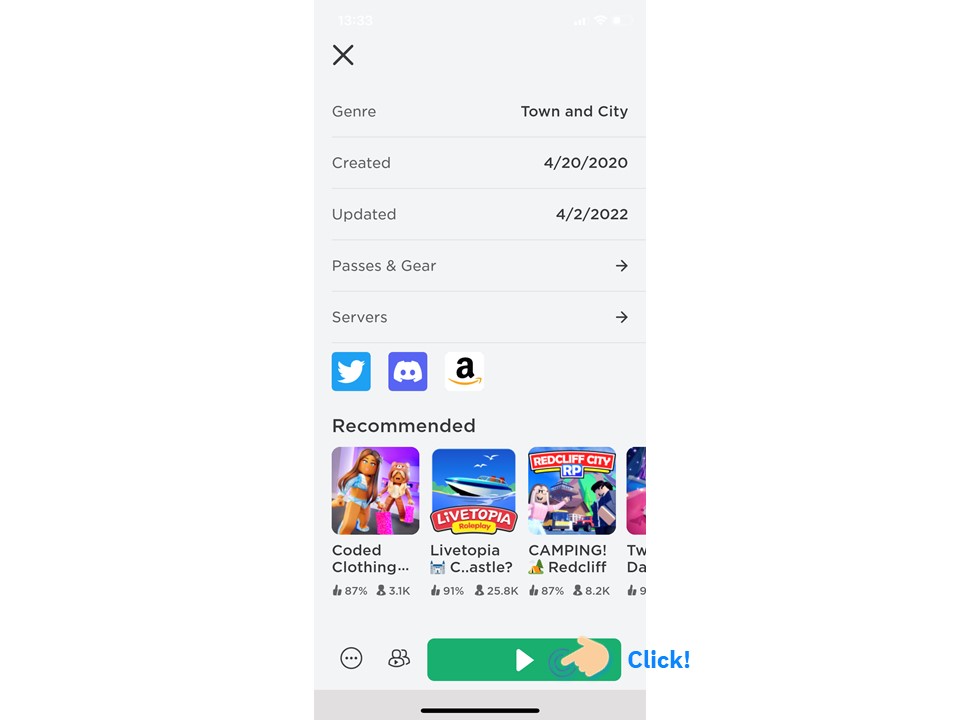 13:33
Genre Town and City
Created 4/20/2020
Updated 4/2/2022
Passes & Gear
Servers
a
Recommended
REDCLIFF CITY
RP
LIVETOPIA
Roleplay
Coded Livetopia CAMPING! Tw
Clothing... C..astle? Redcliff Da
87% 3.1K 91% 25.8K 87% 8.2K 9
Click!